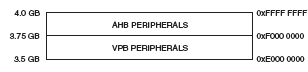 4.0 GB 0xFFFF FFFF
AHB PERIPHERALS
3.75 GB 0xF000 0000
VPB PERIPHERALS
3.5 GB 0xE000 0000